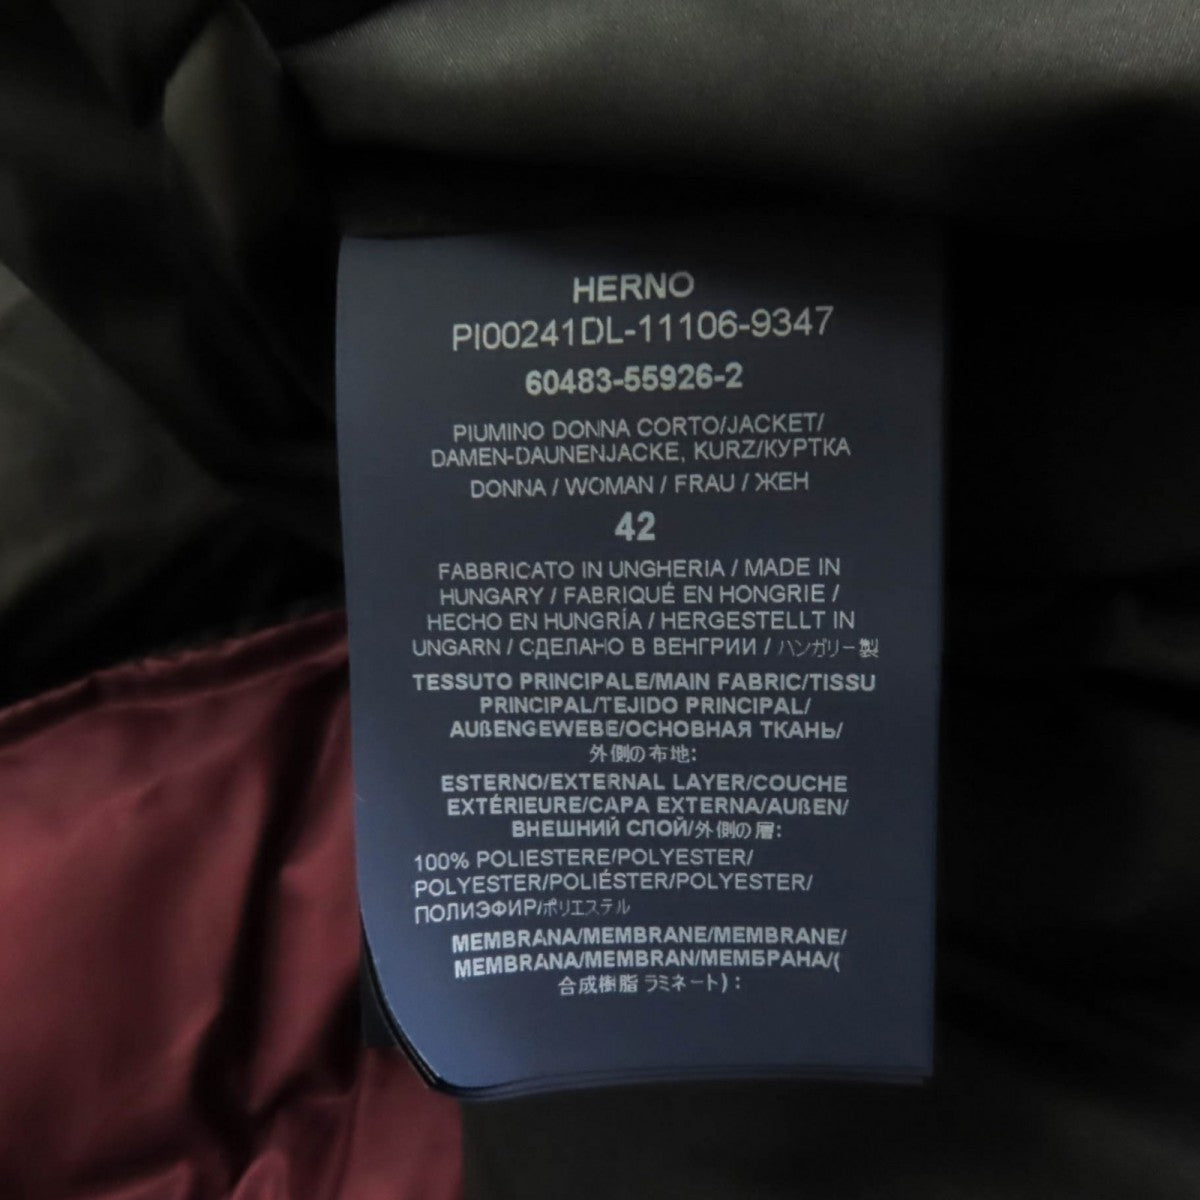 HERNO
PI00241DL-11106-9347
60483-55926-2
PIUMINO DONNA CORTO/JACKET/
DAMEN-DAUNENJACKE, KURZ/КУРТКА
DONNA / WOMAN / FRAU / ЖЕН
42
FABBRICATO IN UNGHERIA / MADE IN
HUNGARY / FABRIQUÉ EN HONGRIE /
HECHO EN HUNGRÍA / HERGESTELLT IN
UNGARN / СДЕЛАНО В ВЕНГРИИ / ハンガリー製
TESSUTO PRINCIPALE/MAIN FABRIC/TISSU
PRINCIPAL/TEJIDO PRINCIPAL/
AUßENGEWEBE/ОСНОВНАЯ ТКАНЬ/
外側の布地:
ESTERNO/EXTERNAL LAYER/COUCHE
EXTÉRIEURE/CAPA EXTERNA/AUßEN/
ВНЕШНИЙ СЛОЙ/外側の層:
100% POLIESTERE/POLYESTER/
POLYESTER/POLIÉSTER/POLYESTER/
ПОЛИЭФИР/ポリエステル
MEMBRANA/MEMBRANE/MEMBRANE/
MEMBRANA/MEMBRAN/МЕМБРАНА/(
合成樹脂 ラミネート):